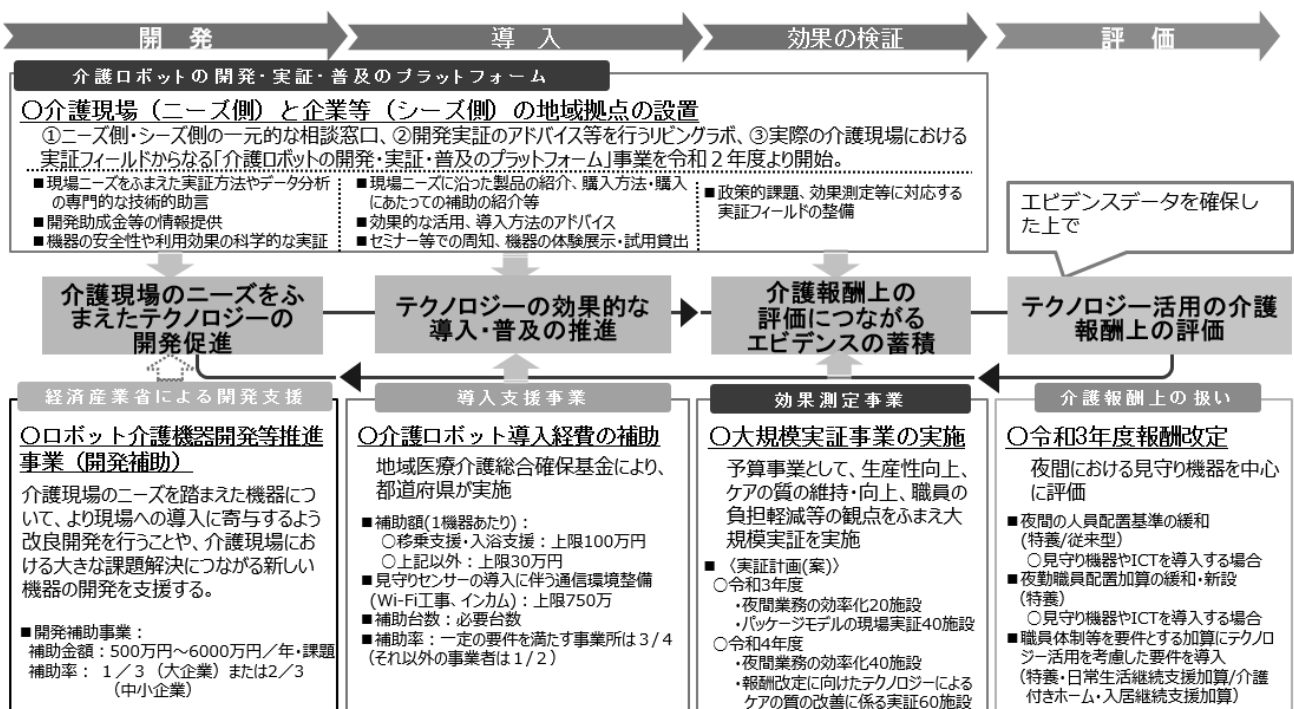 開 発
導 入
効果の検証
評 価
介護ロボットの開発・実証・普及のプラットフォーム
○介護現場（ニーズ側）と企業等（シーズ側）の地域拠点の設置
①ニーズ側・シーズ側の一元的な相談窓口、②開発実証のアドバイス等を行うリビングラボ、③実際の介護現場における
実証フィールドからなる「介護ロボットの開発・実証・普及のプラットフォーム」事業を令和２年度より開始。
■現場ニーズをふまえた実証方法やデータ分析
の専門的な技術的助言
■開発助成金等の情報提供
■機器の安全性や利用効果の科学的な実証
■現場ニーズに沿った製品の紹介、購入方法・購入
にあたっての補助の紹介等
■効果的な活用、導入方法のアドバイス
■セミナー等での周知、機器の体験展示・試用貸出
■政策的課題、効果測定等に対応する
実証フィールドの整備
エビデンスデータを確保し
た上で
介護現場のニーズをふ
まえたテクノロジーの
開発促進
テクノロジーの効果的な
導入・普及の推進
介護報酬上の
評価につながる
エビデンスの蓄積
テクノロジー活用の介護
報酬上の評価
経済産業省による開発支援
○ロボット介護機器開発等推進
事業（開発補助）
介護現場のニーズを踏まえた機器につ
いて、より現場への導入に寄与するよう
改良開発を行うことや、介護現場にお
ける大きな課題解決につながる新しい
機器の開発を支援する。
■開発補助事業：
補助金額：500万円～6000万円／年・課題
補助率： １／３（大企業）または2／３
（中小企業）
導入支援事業
○介護ロボット導入経費の補助
地域医療介護総合確保基金により、
都道府県が実施
■補助額(1機器あたり)：
○移乗支援・入浴支援：上限100万円
○上記以外：上限30万円
■見守りセンサーの導入に伴う通信環境整備
(Wi-Fi工事、インカム)：上限750万
■補助台数：必要台数
■補助率：一定の要件を満たす事業所は３/４
（それ以外の事業者は１/２）
効果測定事業
○大規模実証事業の実施
予算事業として、生産性向上、
ケアの質の維持・向上、職員の
負担軽減等の観点をふまえ大
規模実証を実施
■ 〈実証計画(案)〉
○令和3年度
・夜間業務の効率化20施設
・パッケージモデルの現場実証40施設
○令和4年度
・夜間業務の効率化40施設
・報酬改定に向けたテクノロジーによる
ケアの質の改善に係る実証60施設
介護報酬上の扱い
○令和3年度報酬改定
夜間における見守り機器を中心
に評価
■夜間の人員配置基準の緩和
(特養/従来型)
○見守り機器やICTを導入する場合
■夜勤職員配置加算の緩和・新設
(特養)
○見守り機器やICTを導入する場合
■職員体制等を要件とする加算にテクノロ
ジー活用を考慮した要件を導入
（特養・日常生活継続支援加算/介護
付きホーム・入居継続支援加算）